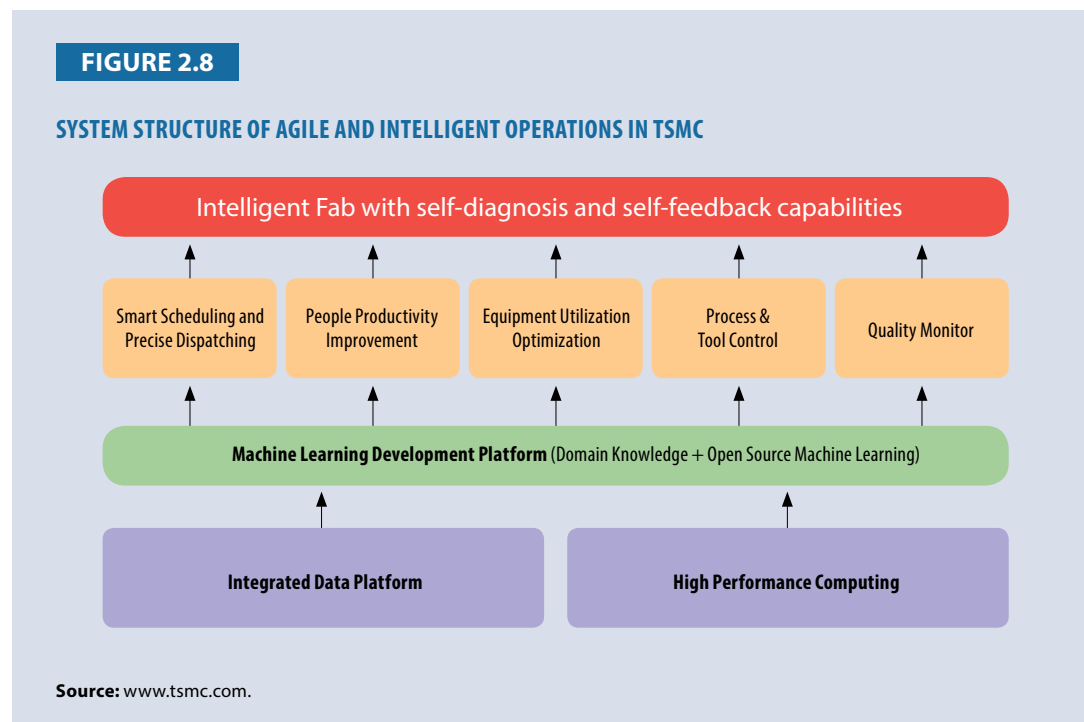 FIGURE 2.8
SYSTEM STRUCTURE OF AGILE AND INTELLIGENT OPERATIONS IN TSMC
Intelligent Fab with self-diagnosis and self-feedback capabilities
Smart Scheduling and
Precise Dispatching
People Productivity
Improvement
Equipment Utilization
Optimization
Process &
Tool Control
Quality Monitor
Machine Learning Development Platform (Domain Knowledge + Open Source Machine Learning)
Integrated Data Platform
High Performance Computing
Source: www.tsmc.com.